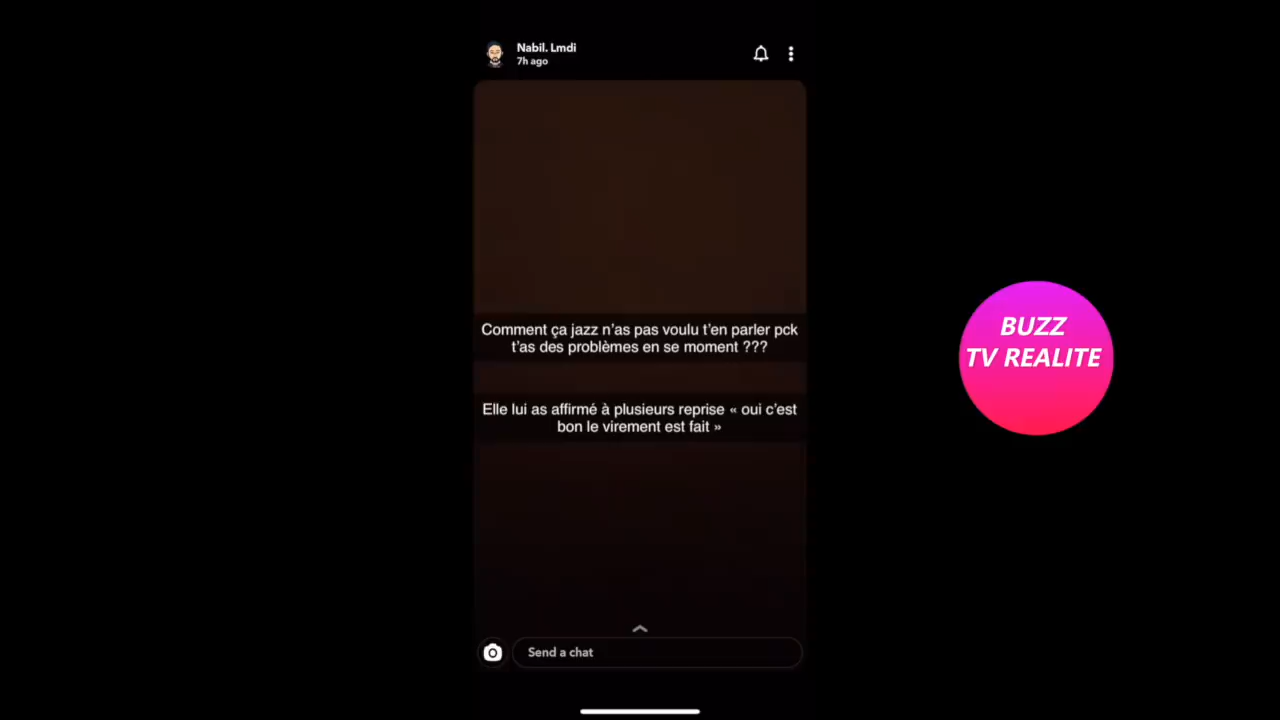 Nabil. Lmdi
7h ago
Comment ça jazz n'as pas voulu t'en parler pck
t'as des problèmes en se moment ???
Elle lui as affirmé à plusieurs reprise « oui c'est
bon le virement est fait »
Send a chat
BUZZ
TV REALITE